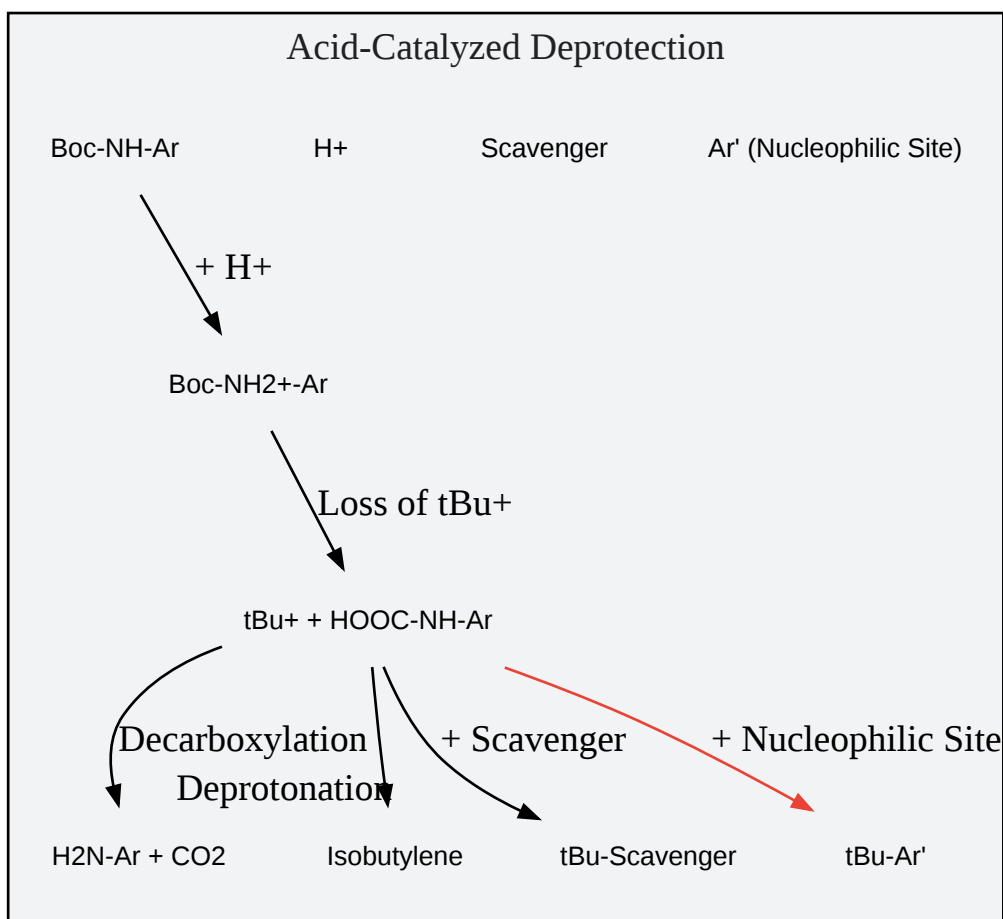 Acid-Catalyzed Deprotection
Boc-NH-Ar H+ Scavenger Ar' (Nucleophilic Site)
+ H+
Boc-NH2+-Ar
Loss of tBu+
tBu+ + HOOC-NH-Ar
Decarboxylation + Scavenger + Nucleophilic Site
Deprotonation
H2N-Ar + CO2 Isobutylene tBu-Scavenger tBu-Ar'